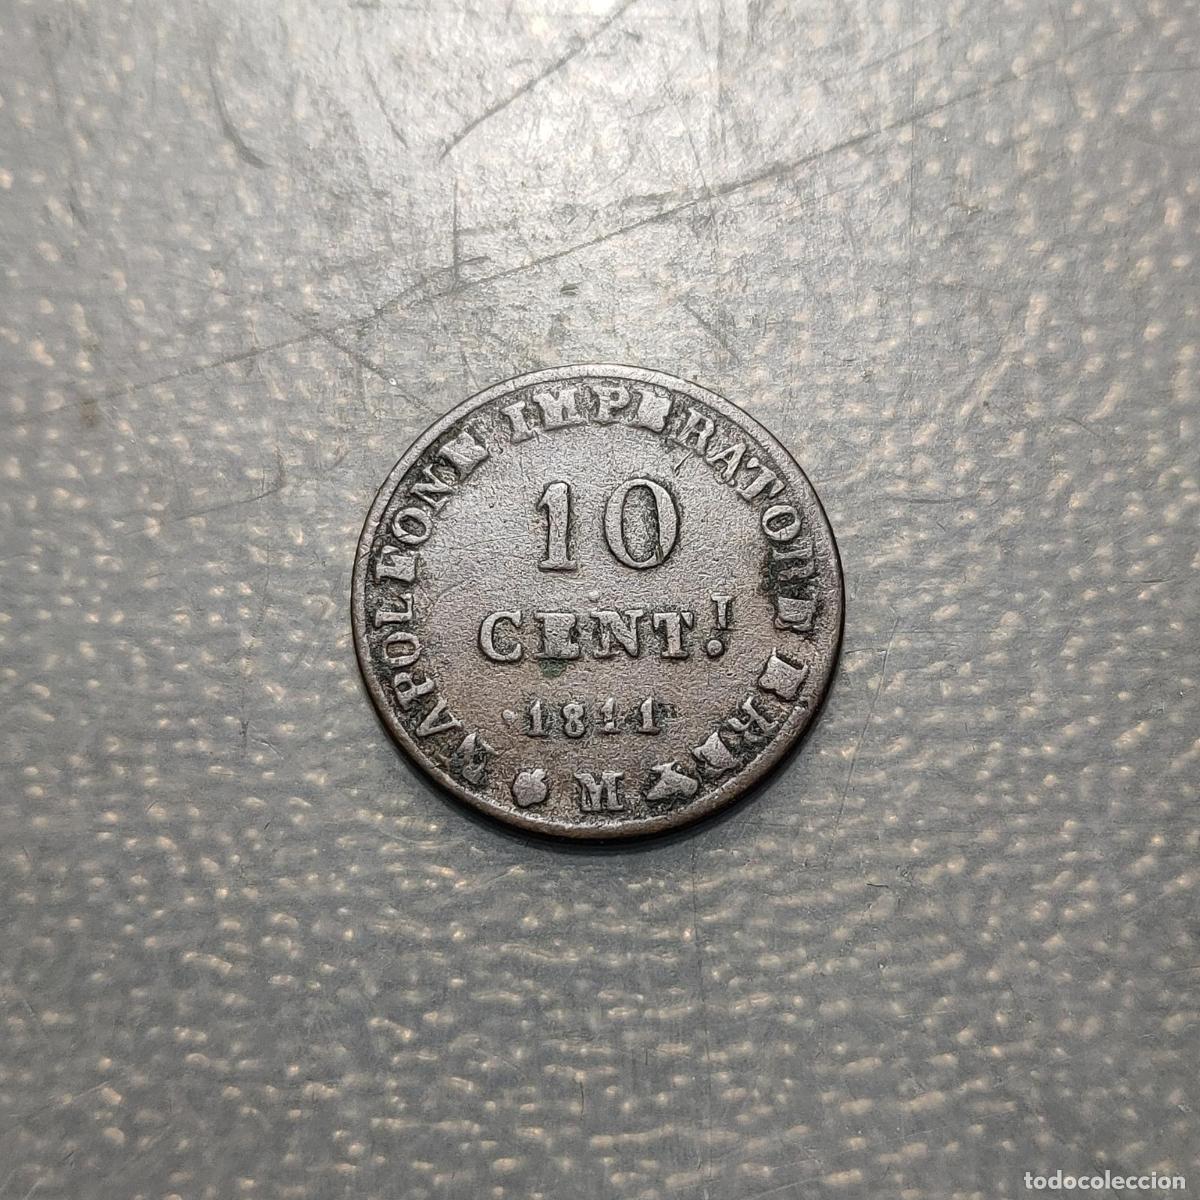 NAPOLEONE IMPERATORE E RE
10
CENT.I
·1811·
M
todocoleccion